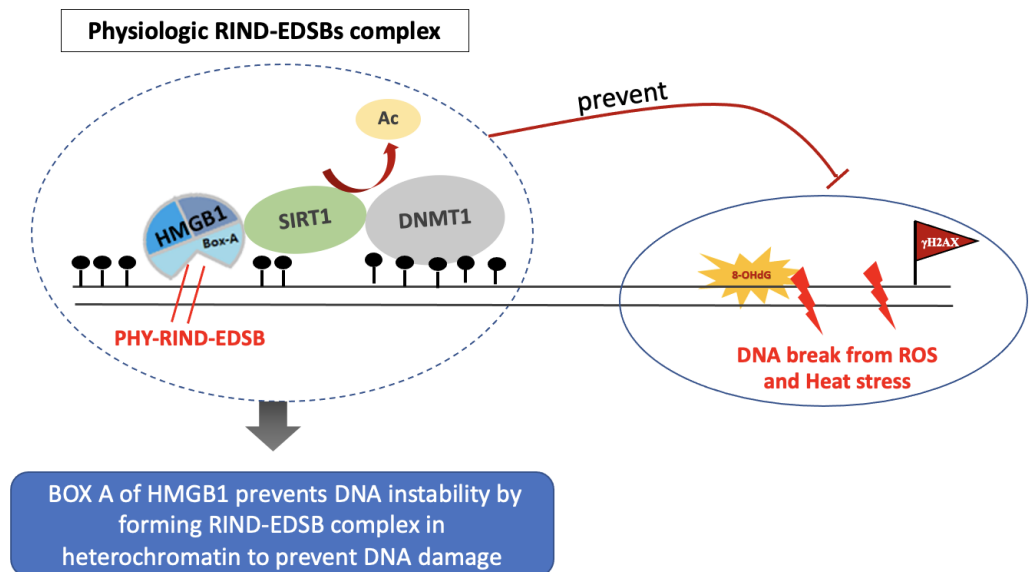 Physiologic RIND-EDSBs complex
prevent
Ac
HMGB1
Box-A
SIRT1
DNMT1
γH2AX
8-OHdG
PHY-RIND-EDSB
DNA break from ROS
and Heat stress
BOX A of HMGB1 prevents DNA instability by
forming RIND-EDSB complex in
heterochromatin to prevent DNA damage